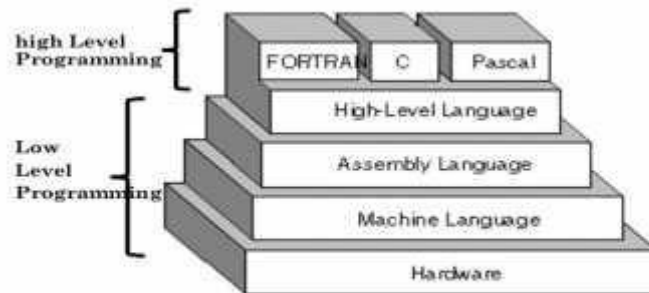 high Level
Programming
FORTRAN C Pascal
High-Level Language
Low
Level
Programming
Assembly Language
Machine Language
Hardware